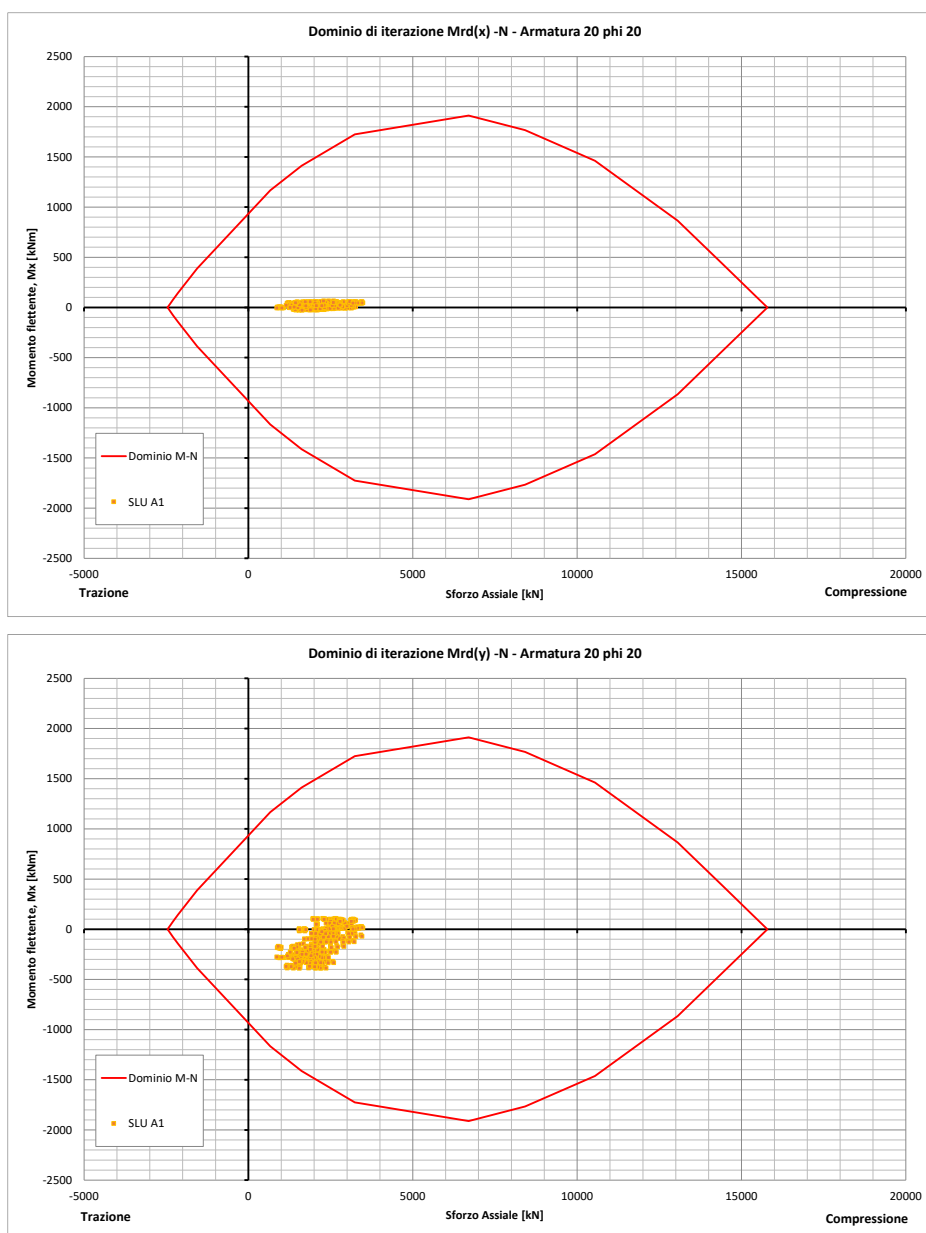 Dominio di iterazione Mrd(x) -N - Armatura 20 phi 20
2500
2000
1500
1000
500
0
-500
-1000
-1500
-2000
-2500
Momento flettente, Mx [kNm]
Dominio M-N
SLU A1
-5000 0 5000 10000 15000 20000
Trazione Sforzo Assiale [kN] Compressione
Dominio di iterazione Mrd(y) -N - Armatura 20 phi 20
2500
2000
1500
1000
500
0
-500
-1000
-1500
-2000
-2500
Momento flettente, Mx [kNm]
Dominio M-N
SLU A1
-5000 0 5000 10000 15000 20000
Trazione Sforzo Assiale [kN] Compressione